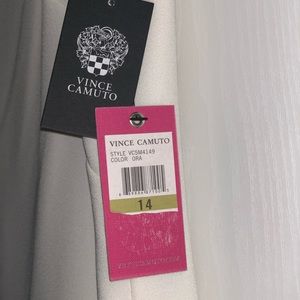 VINCE
CAMUTO
VINCE CAMUTO
STYLE VC5M4149
COLOR ORA
14